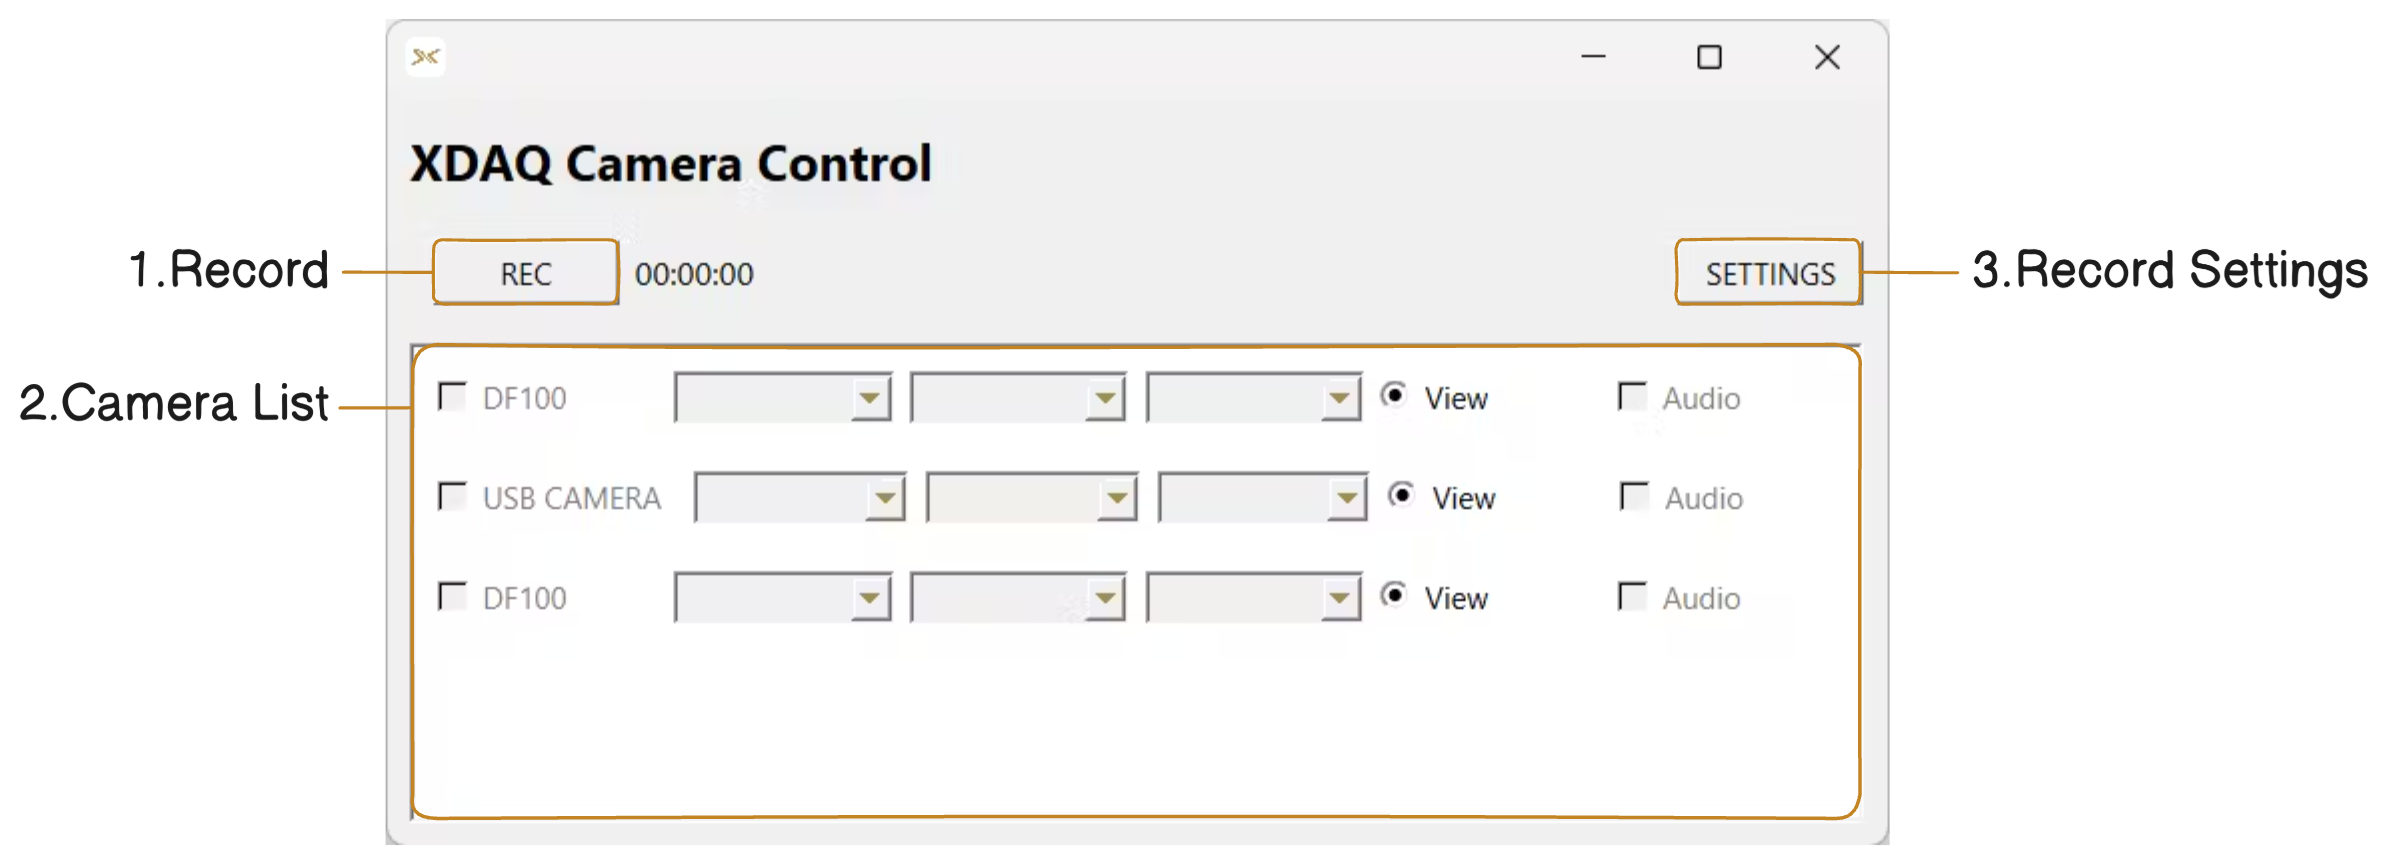 XDAQ Camera Control
1.Record
REC 00:00:00
SETTINGS
3.Record Settings
2.Camera List
DF100 View Audio
USB CAMERA View Audio
DF100 View Audio